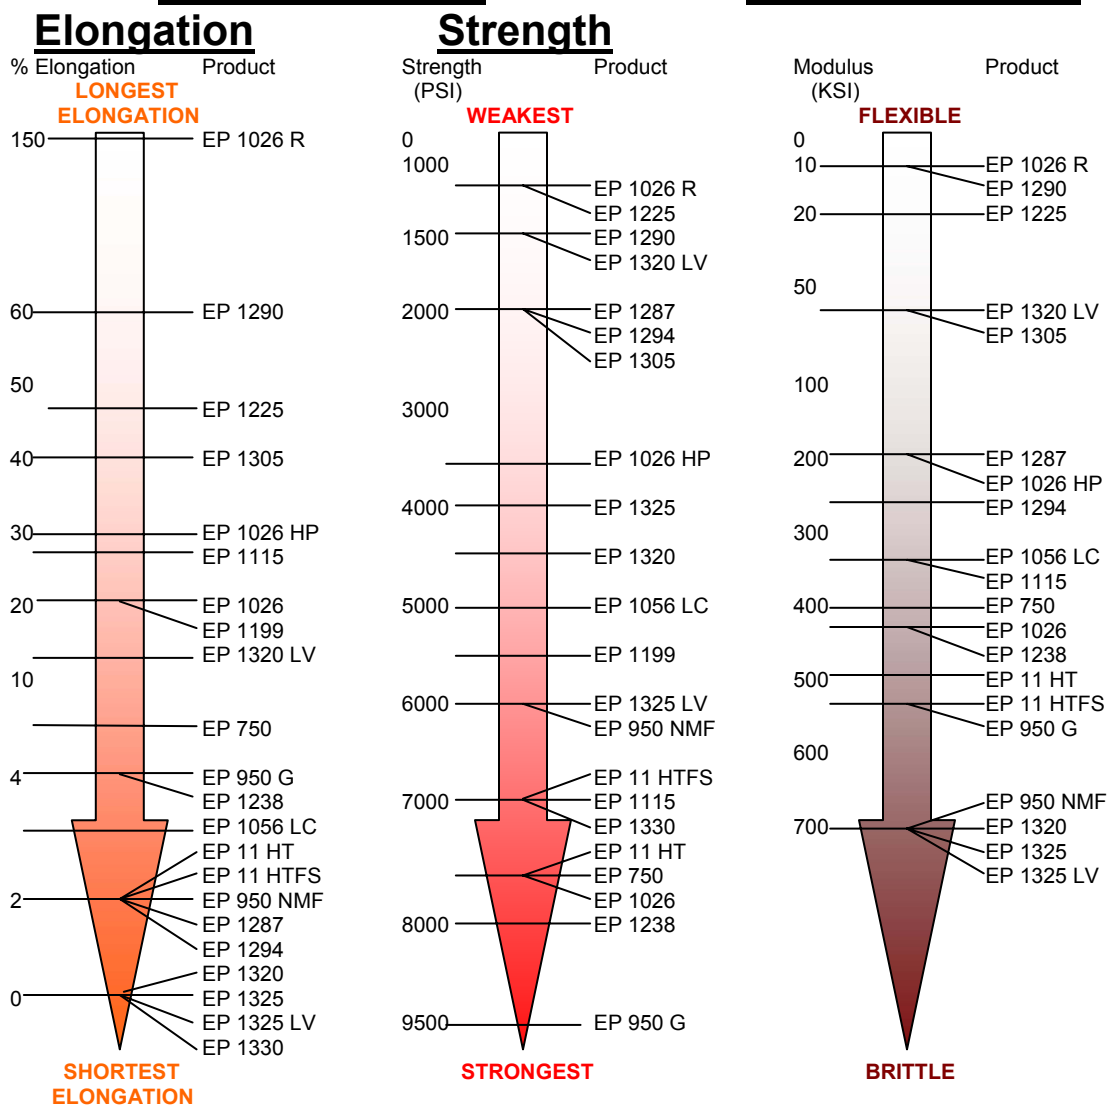 Elongation
% Elongation Product
LONGEST
ELONGATION
150 EP 1026 R
60 EP 1290
50
EP 1225
40 EP 1305
30 EP 1026 HP
EP 1115
20 EP 1026
EP 1199
EP 1320 LV
10
EP 750
4 EP 950 G
EP 1238
EP 1056 LC
EP 11 HT
EP 11 HTFS
2 EP 950 NMF
EP 1287
EP 1294
EP 1320
0 EP 1325
EP 1325 LV
EP 1330
SHORTEST
ELONGATION
Strength
Strength Product
(PSI)
WEAKEST
0
1000
EP 1026 R
EP 1225
1500 EP 1290
EP 1320 LV
2000 EP 1287
EP 1294
EP 1305
3000
EP 1026 HP
4000 EP 1325
EP 1320
5000 EP 1056 LC
EP 1199
6000 EP 1325 LV
EP 950 NMF
EP 11 HTFS
7000 EP 1115
EP 1330
EP 11 HT
EP 750
EP 1026
8000 EP 1238
9500 EP 950 G
STRONGEST
Modulus Product
(KSI)
FLEXIBLE
0
10 EP 1026 R
EP 1290
20 EP 1225
50
EP 1320 LV
EP 1305
100
200 EP 1287
EP 1026 HP
EP 1294
300
EP 1056 LC
EP 1115
400 EP 750
EP 1026
EP 1238
500 EP 11 HT
EP 11 HTFS
EP 950 G
600
EP 950 NMF
700 EP 1320
EP 1325
EP 1325 LV
BRITTLE